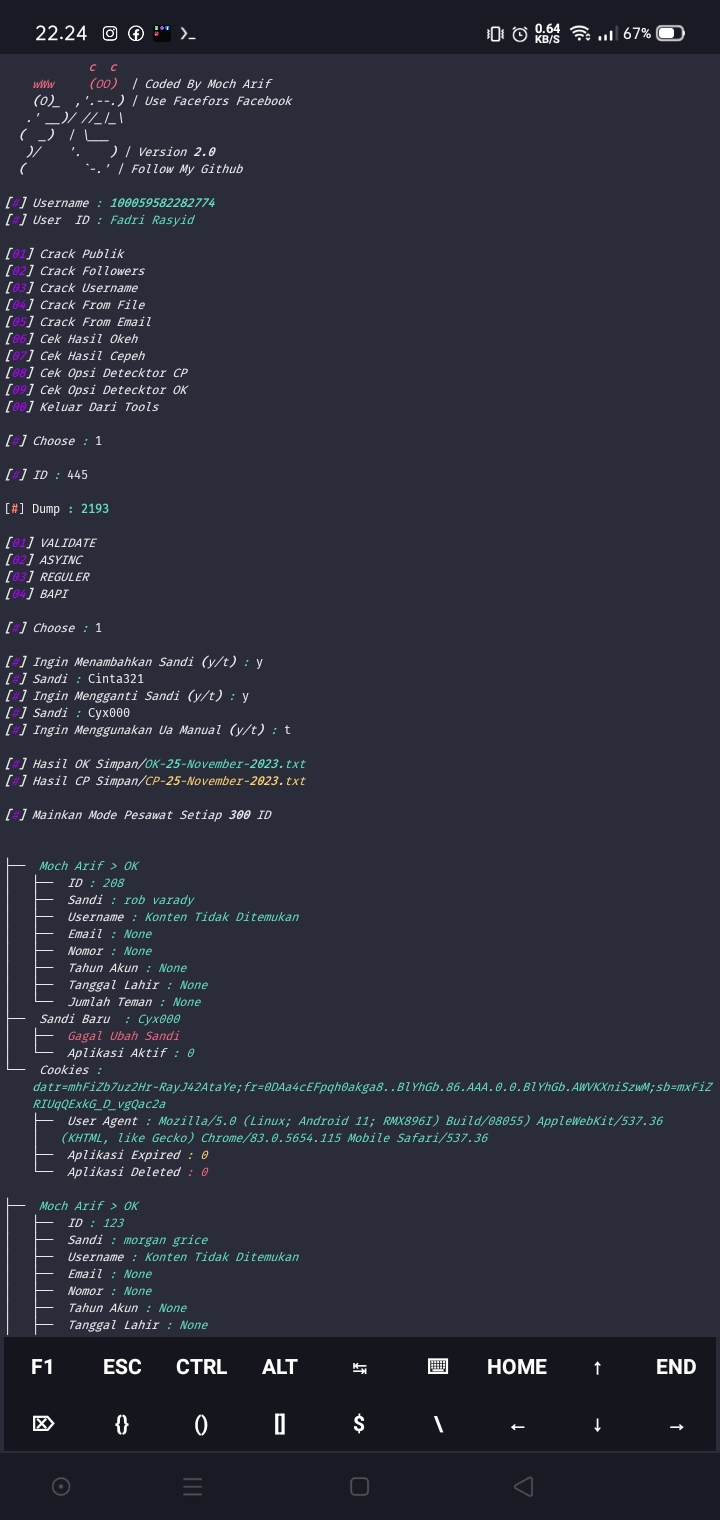 22.24 0.64 KB/S 67%
c c
wWw (OO) | Coded By Moch Arif
(O)_ ,'.--.) | Use Facefors Facebook
.' __)/ //_|_\
( _) | \___
)/ '. ) | Version 2.0
( `-.' | Follow My Github
[#] Username : 100059582282774
[#] User ID : Fadri Rasyid
[01] Crack Publik
[02] Crack Followers
[03] Crack Username
[04] Crack From File
[05] Crack From Email
[06] Cek Hasil Okeh
[07] Cek Hasil Cepeh
[08] Cek Opsi Detecktor CP
[09] Cek Opsi Detecktor OK
[00] Keluar Dari Tools
[#] Choose : 1
[#] ID : 445
[#] Dump : 2193
[01] VALIDATE
[02] ASYINC
[03] REGULER
[04] BAPI
[#] Choose : 1
[#] Ingin Menambahkan Sandi (y/t) : y
[#] Sandi : Cinta321
[#] Ingin Mengganti Sandi (y/t) : y
[#] Sandi : Cyx000
[#] Ingin Menggunakan Ua Manual (y/t) : t
[#] Hasil OK Simpan/OK-25-November-2023.txt
[#] Hasil CP Simpan/CP-25-November-2023.txt
[#] Mainkan Mode Pesawat Setiap 300 ID
Moch Arif > OK
ID : 208
Sandi : rob varady
Username : Konten Tidak Ditemukan
Email : None
Nomor : None
Tahun Akun : None
Tanggal Lahir : None
Jumlah Teman : None
Sandi Baru : Cyx000
Gagal Ubah Sandi
Aplikasi Aktif : 0
Cookies :
datr=mhFiZb7uz2Hr-RayJ42AtaYe;fr=0DAa4cEFpqh0akga8..BlYhGb.86.AAA.0.0.BlYhGb.AWVKXniSzwM;sb=mxFiZ
RIUqQExkG_D_vgQac2a
User Agent : Mozilla/5.0 (Linux; Android 11; RMX896I) Build/08055) AppleWebKit/537.36
(KHTML, like Gecko) Chrome/83.0.5654.115 Mobile Safari/537.36
Aplikasi Expired : 0
Aplikasi Deleted : 0
Moch Arif > OK
ID : 123
Sandi : morgan grice
Username : Konten Tidak Ditemukan
Email : None
Nomor : None
Tahun Akun : None
Tanggal Lahir : None
F1 ESC CTRL ALT ↹ ⌨ HOME ↑ END
⌦ {} () [] $ \ ← ↓ →